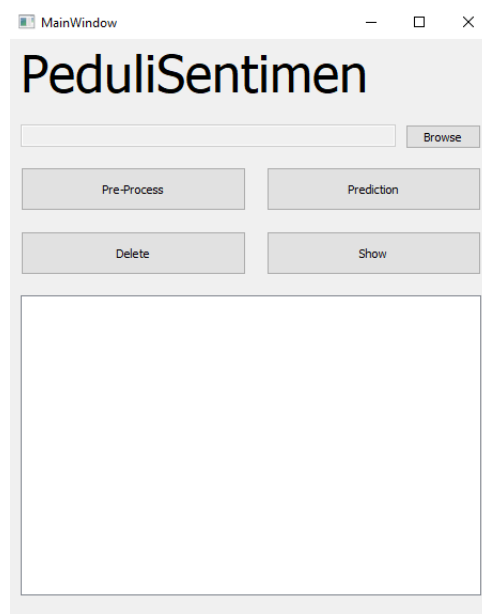 MainWindow
PeduliSentimen
Browse
Pre-Process Prediction
Delete Show